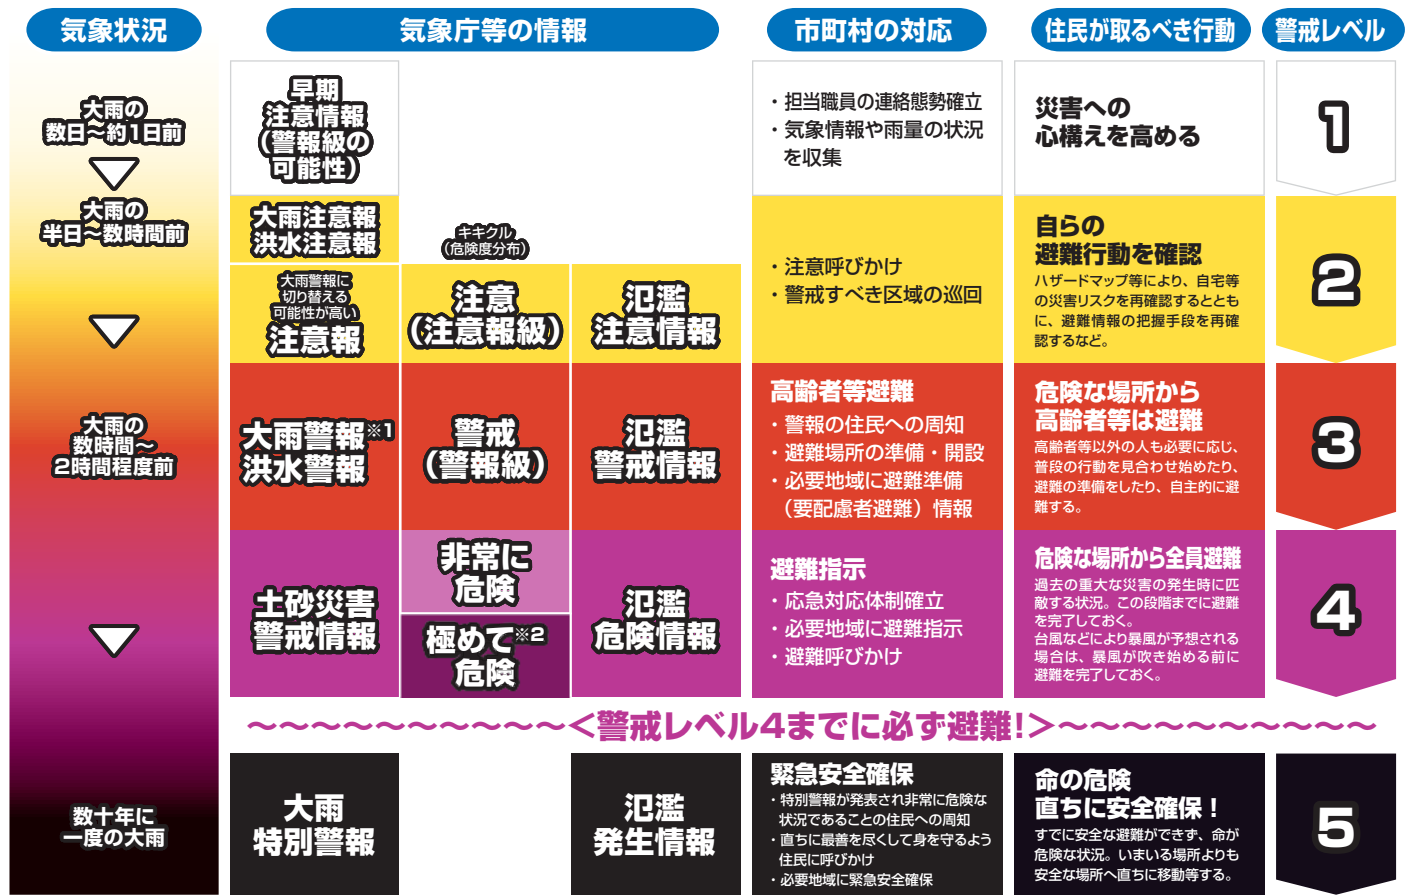 気象状況
気象庁等の情報
市町村の対応
住民が取るべき行動
警戒レベル
大雨の
数日〜約1日前
早期
注意情報
(警報級の
可能性)
・担当職員の連絡態勢確立
・気象情報や雨量の状況
を収集
災害への
心構えを高める
1
大雨の
半日〜数時間前
大雨注意報
洪水注意報
キキクル
(危険度分布)
大雨警報に
切り替える
可能性が高い
注意報
注意
(注意報級)
氾濫
注意情報
・注意呼びかけ
・警戒すべき区域の巡回
自らの
避難行動を確認
ハザードマップ等により、自宅等
の災害リスクを再確認するととも
に、避難情報の把握手段を再確
認するなど。
2
大雨の
数時間〜
2時間程度前
大雨警報※1
洪水警報
警戒
(警報級)
氾濫
警戒情報
高齢者等避難
・警報の住民への周知
・避難場所の準備・開設
・必要地域に避難準備
(要配慮者避難)情報
危険な場所から
高齢者等は避難
高齢者等以外の人も必要に応じ、
普段の行動を見合わせ始めたり、
避難の準備をしたり、自主的に避
難する。
3
土砂災害
警戒情報
非常に
危険
極めて※2
危険
氾濫
危険情報
避難指示
・応急対応体制確立
・必要地域に避難指示
・避難呼びかけ
危険な場所から全員避難
過去の重大な災害の発生時に匹
敵する状況。この段階までに避難
を完了しておく。
台風などにより暴風が予想される
場合は、暴風が吹き始める前に
避難を完了しておく。
4
〜〜〜〜〜〜〜〜〜〜<警戒レベル4までに必ず避難!>〜〜〜〜〜〜〜〜〜〜
数十年に
一度の大雨
大雨
特別警報
氾濫
発生情報
緊急安全確保
・特別警報が発表され非常に危険な
状況であることの住民への周知
・直ちに最善を尽くして身を守るよう
住民に呼びかけ
・必要地域に緊急安全確保
命の危険
直ちに安全確保！
すでに安全な避難ができず、命が
危険な状況。いまいる場所よりも
安全な場所へ直ちに移動等する。
5